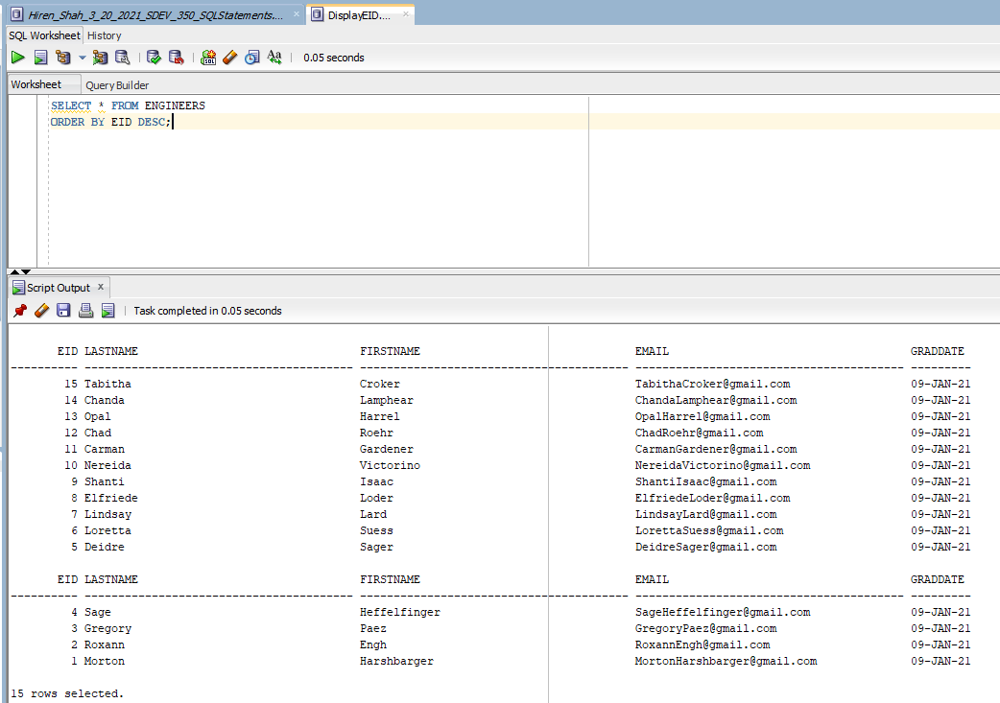 Hiren_Shah_3_20_2021_SDEV_350_SQLStatements....
DisplayEID....
SQL Worksheet History
0.05 seconds
Worksheet Query Builder
SELECT * FROM ENGINEERS
ORDER BY EID DESC;
Script Output x
Task completed in 0.05 seconds
EID LASTNAME FIRSTNAME EMAIL GRADDATE
15 Tabitha Croker TabithaCroker@gmail.com 09-JAN-21
14 Chanda Lamphear ChandaLamphear@gmail.com 09-JAN-21
13 Opal Harrel OpalHarrel@gmail.com 09-JAN-21
12 Chad Roehr ChadRoehr@gmail.com 09-JAN-21
11 Carman Gardener CarmanGardener@gmail.com 09-JAN-21
10 Nereida Victorino NereidaVictorino@gmail.com 09-JAN-21
9 Shanti Isaac ShantiIsaac@gmail.com 09-JAN-21
8 Elfriede Loder ElfriedeLoder@gmail.com 09-JAN-21
7 Lindsay Lard LindsayLard@gmail.com 09-JAN-21
6 Loretta Suess LorettaSuess@gmail.com 09-JAN-21
5 Deidre Sager DeidreSager@gmail.com 09-JAN-21
EID LASTNAME FIRSTNAME EMAIL GRADDATE
4 Sage Heffelfinger SageHeffelfinger@gmail.com 09-JAN-21
3 Gregory Paez GregoryPaez@gmail.com 09-JAN-21
2 Roxann Engh RoxannEngh@gmail.com 09-JAN-21
1 Morton Harshbarger MortonHarshbarger@gmail.com 09-JAN-21
15 rows selected.